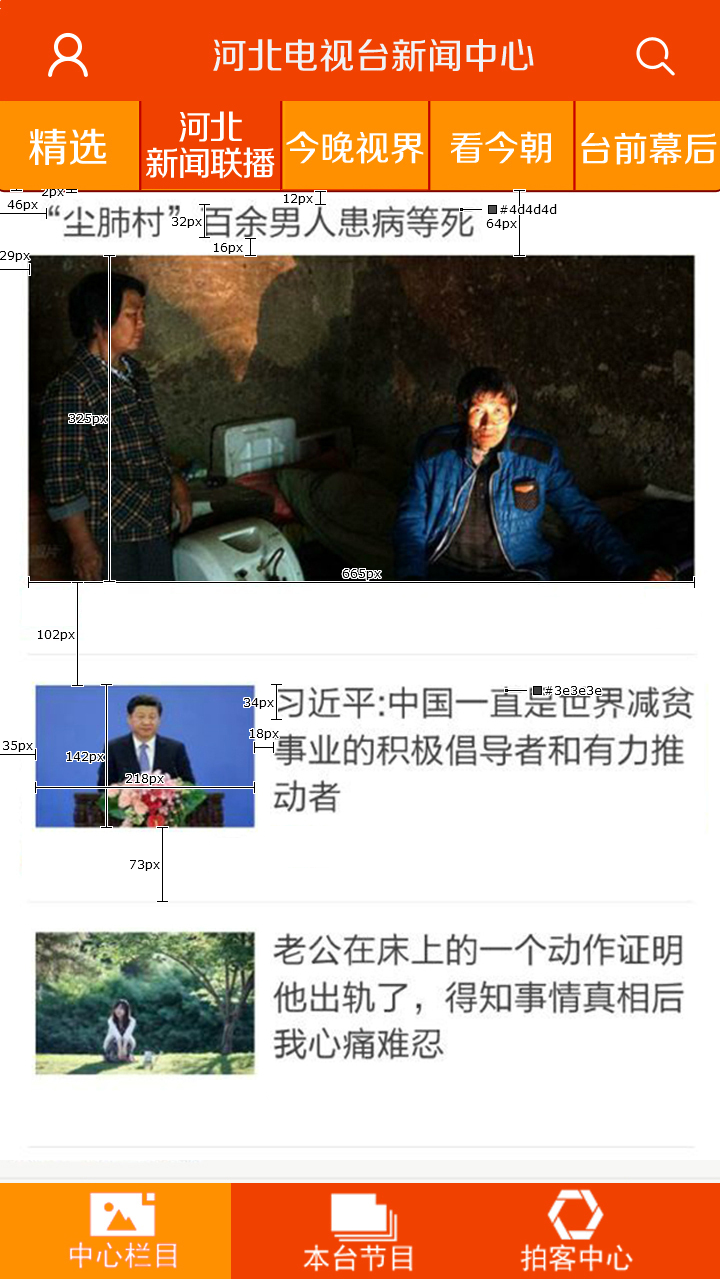 河北电视台新闻中心
精选
河北
新闻联播
今晚视界
看今朝
台前幕后
2px
12px
46px
“尘肺村” 百余男人患病等死
32px
#4d4d4d
64px
16px
29px
325px
665px
102px
习近平:中国一直是世界减贫
事业的积极倡导者和有力推
动者
34px
#3e3e3e
18px
35px
142px
218px
73px
老公在床上的一个动作证明
他出轨了，得知事情真相后
我心痛难忍
中心栏目
本台节目
拍客中心